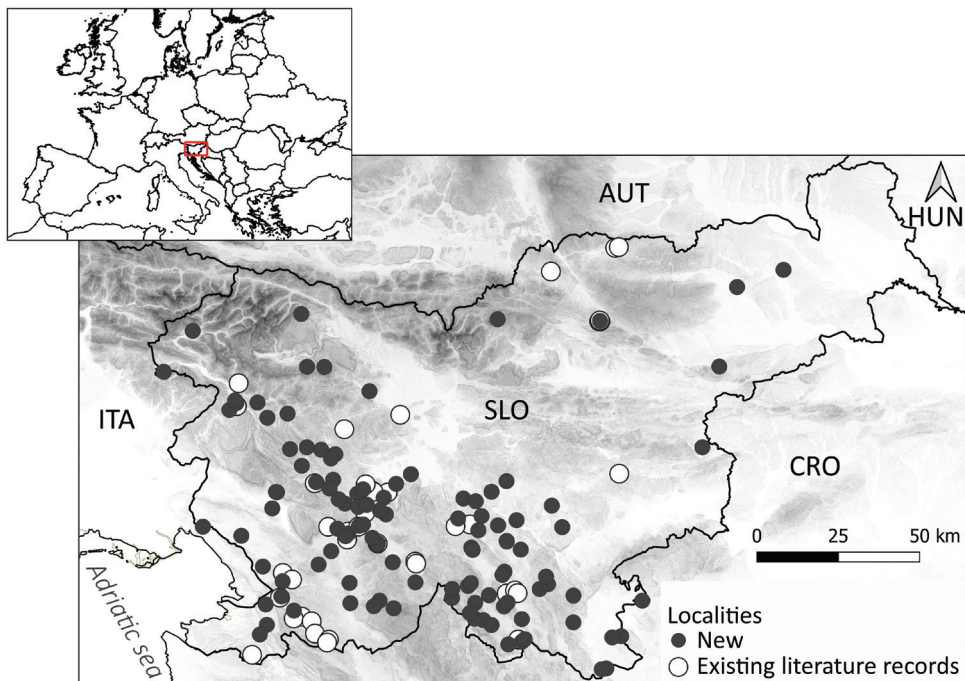 AUT
HUN
ITA
SLO
CRO
0 25 50 km
Adriatic sea
Localities
New
Existing literature records